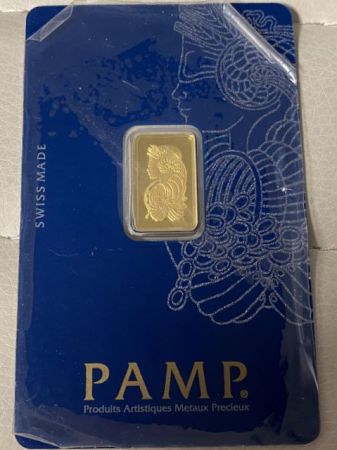 SWISS MADE
PAMP®
Produits Artistiques Metaux Precieux